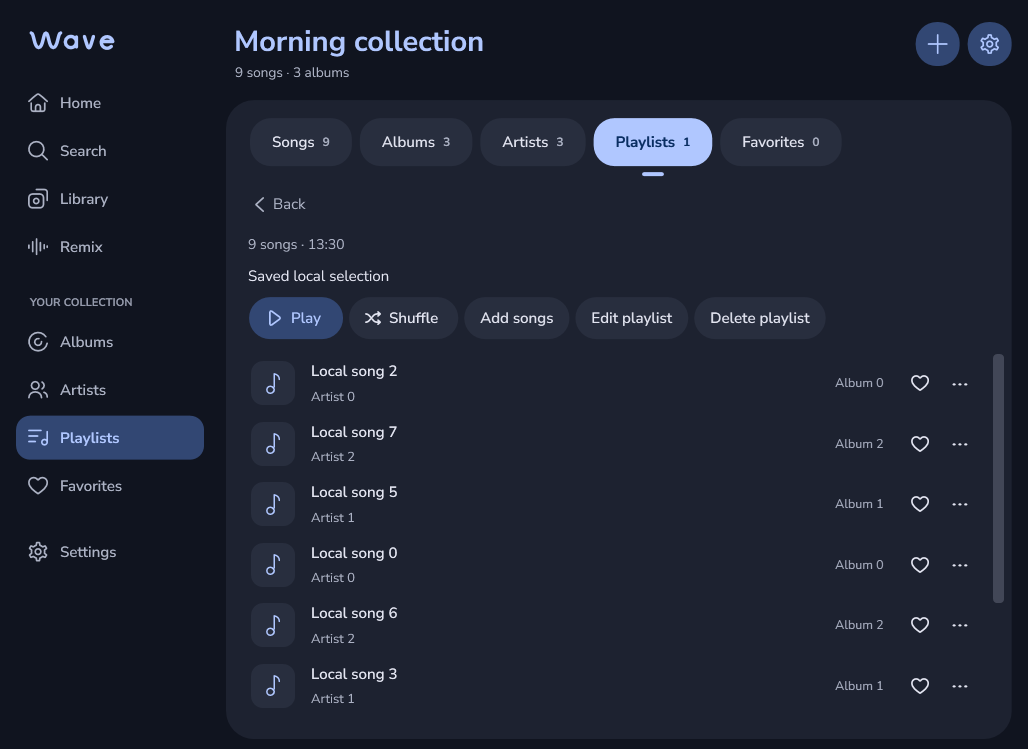 Wave
Morning collection
9 songs · 3 albums
Home
Search
Library
Remix
YOUR COLLECTION
Albums
Artists
Playlists
Favorites
Settings
Songs 9
Albums 3
Artists 3
Playlists 1
Favorites 0
Back
9 songs · 13:30
Saved local selection
Play
Shuffle
Add songs
Edit playlist
Delete playlist
Local song 2
Artist 0
Album 0
Local song 7
Artist 2
Album 2
Local song 5
Artist 1
Album 1
Local song 0
Artist 0
Album 0
Local song 6
Artist 2
Album 2
Local song 3
Artist 1
Album 1